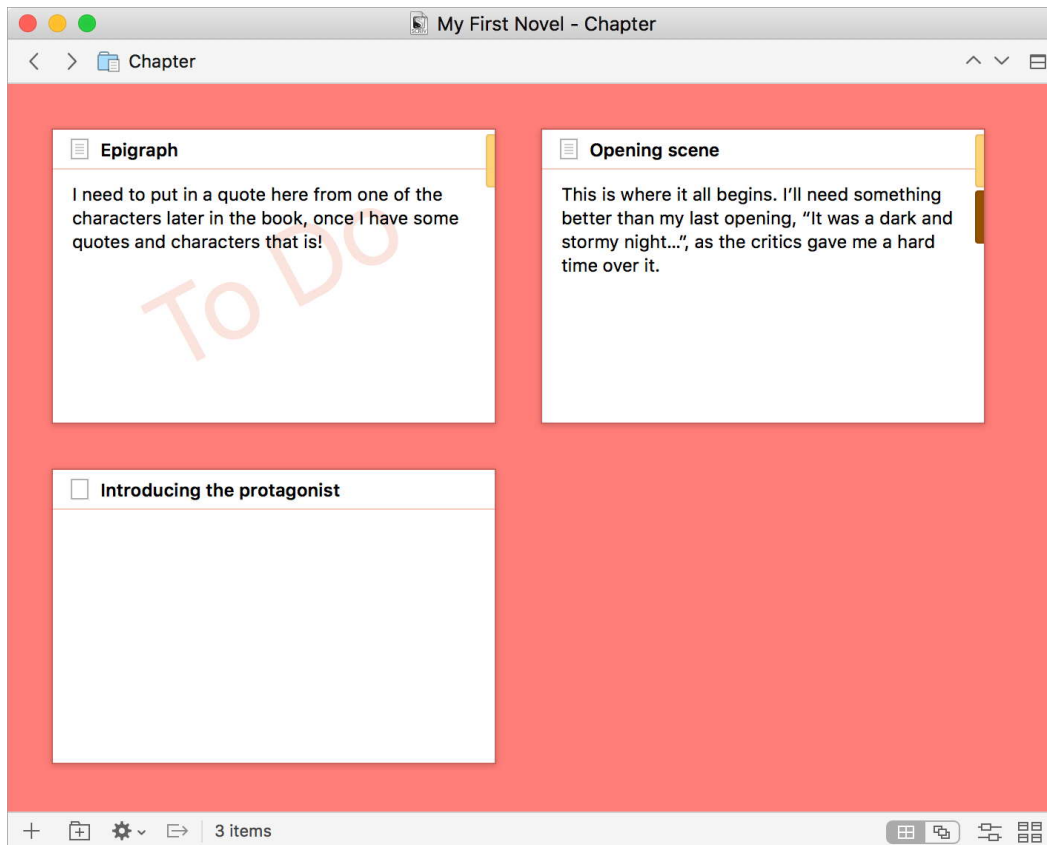 My First Novel - Chapter
Chapter
Epigraph
I need to put in a quote here from one of the
characters later in the book, once I have some
quotes and characters that is!
To Do
Opening scene
This is where it all begins. I’ll need something
better than my last opening, “It was a dark and
stormy night...”, as the critics gave me a hard
time over it.
Introducing the protagonist
3 items